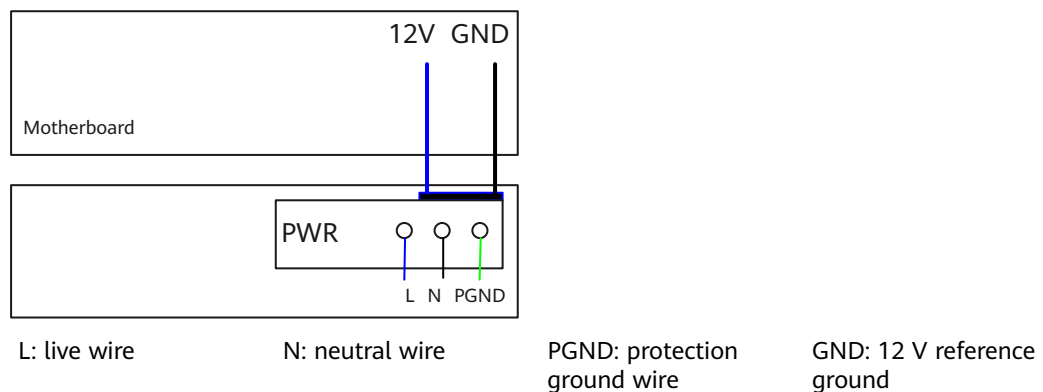 12V GND
Motherboard
PWR
L N PGND
L: live wire
N: neutral wire
PGND: protection
ground wire
GND: 12 V reference
ground